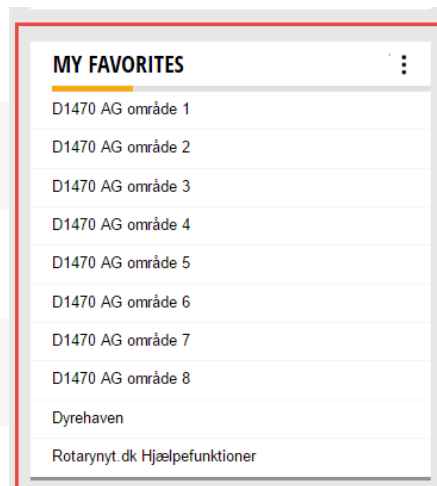 MY FAVORITES
D1470 AG område 1
D1470 AG område 2
D1470 AG område 3
D1470 AG område 4
D1470 AG område 5
D1470 AG område 6
D1470 AG område 7
D1470 AG område 8
Dyrehaven
Rotarynyt.dk Hjælpefunktioner